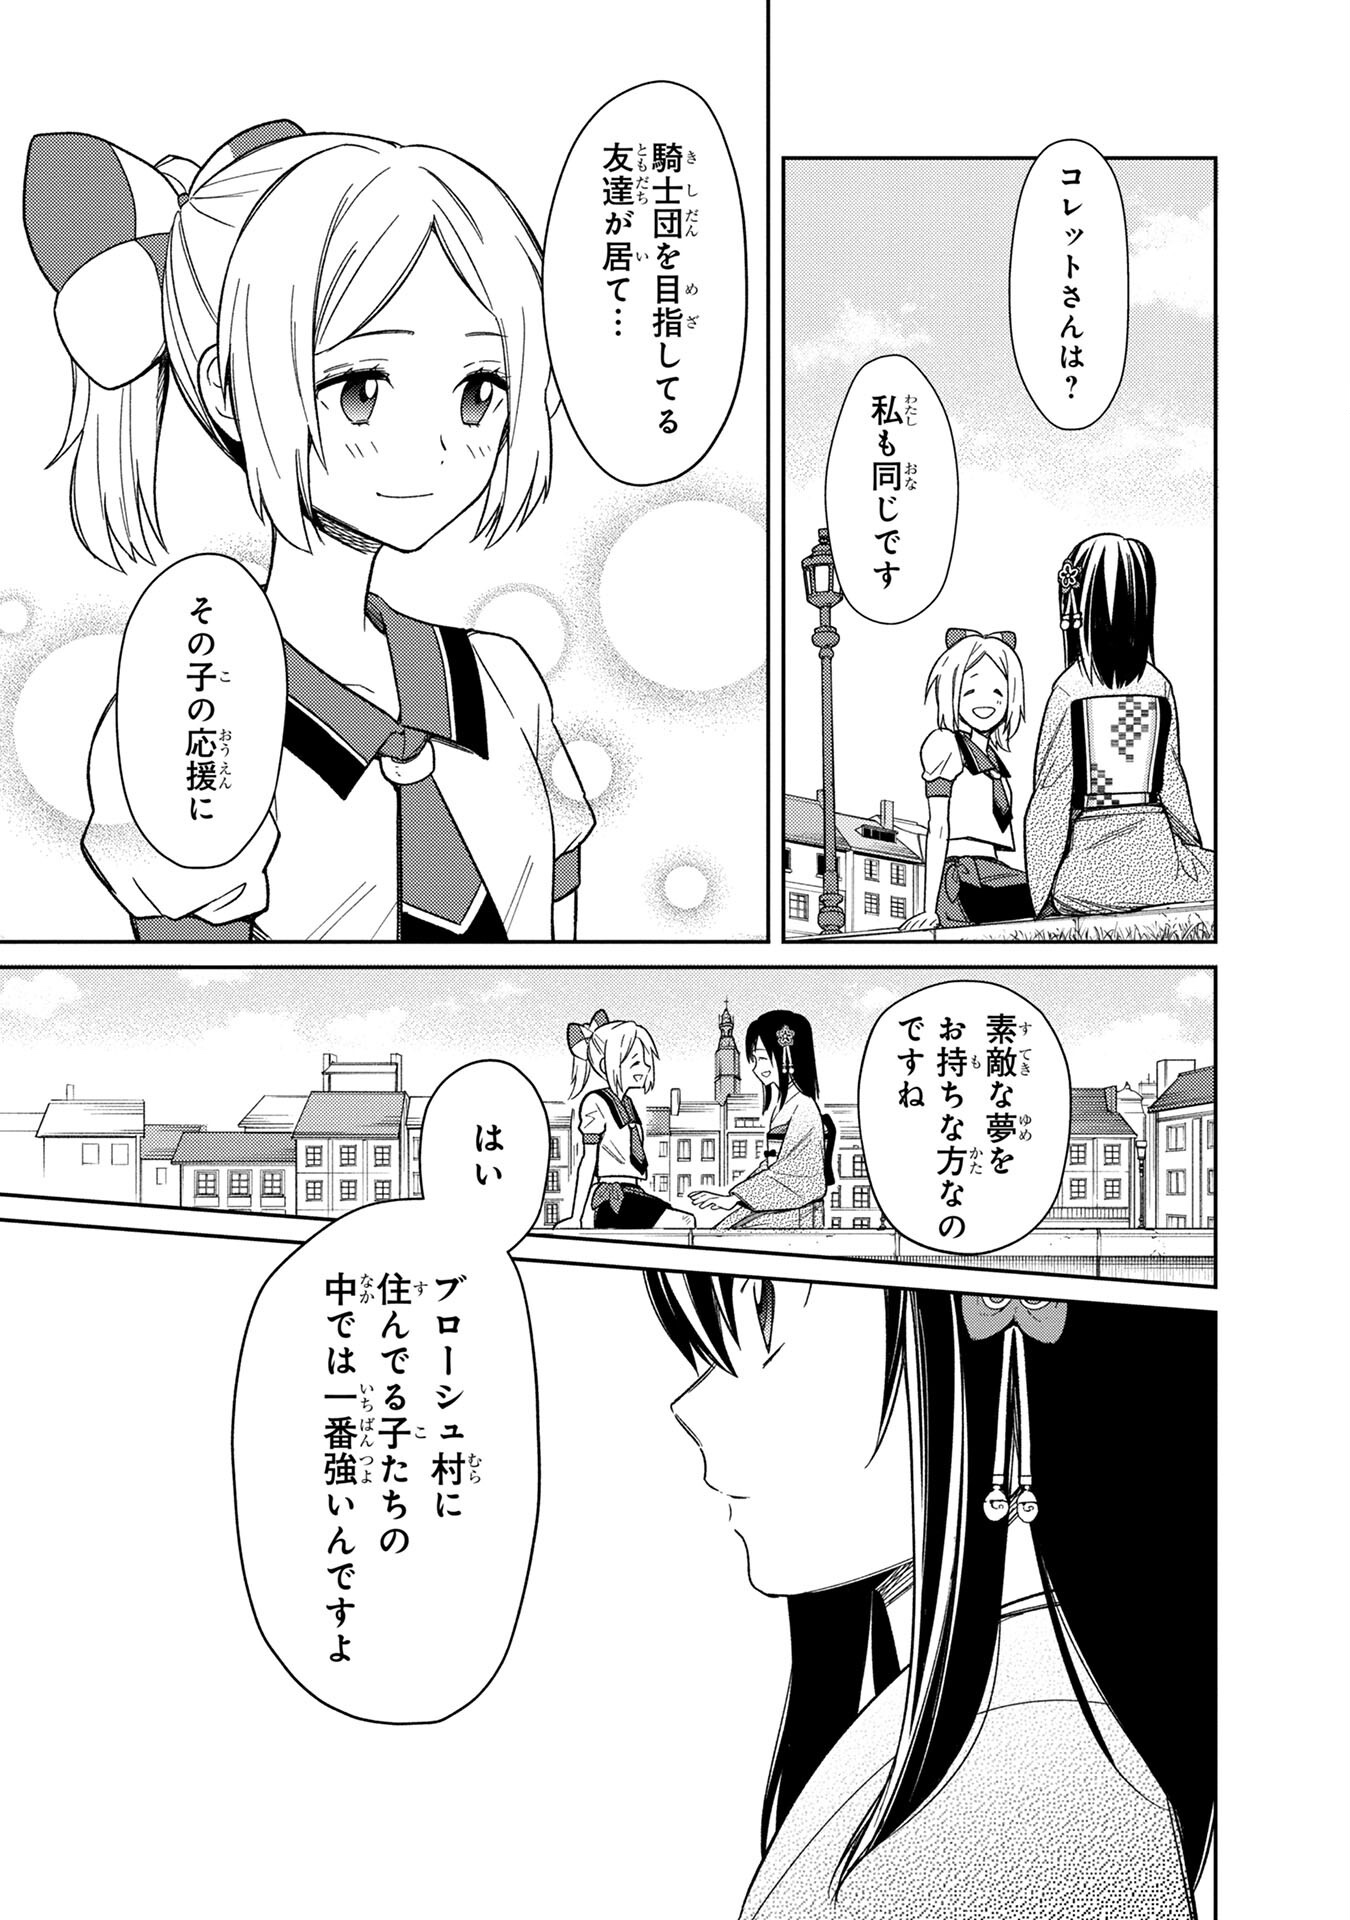 コレットさんは?
私も同じです
騎士団を目指してる
友達が居て…
その子の応援に
素敵な夢を
お持ちな方なの
ですね
はい
ブローシュ村に
住んでる子たちの
中では一番強いんですよ